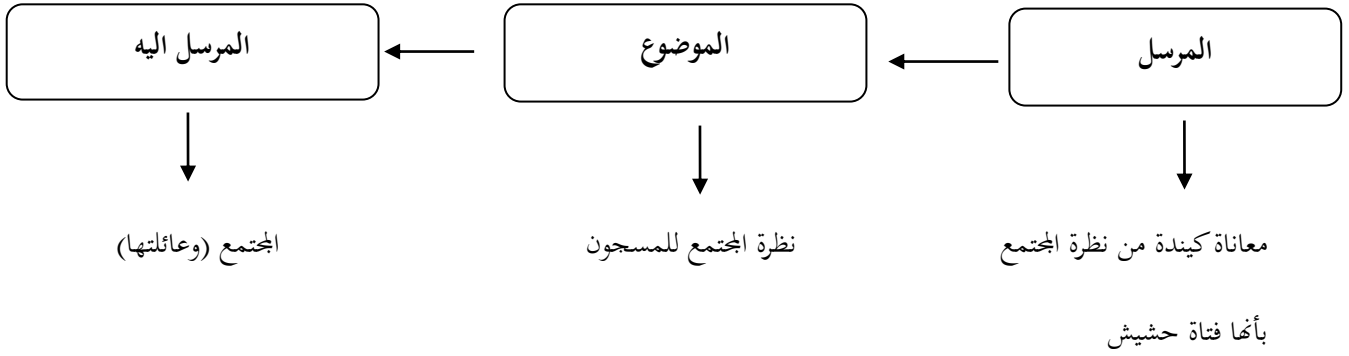 المرسل
الموضوع
المرسل اليه
معاناة كيندة من نظرة المجتمع
بأنها فتاة حشيش
نظرة المجتمع للمسجون
المجتمع (وعائلتها)